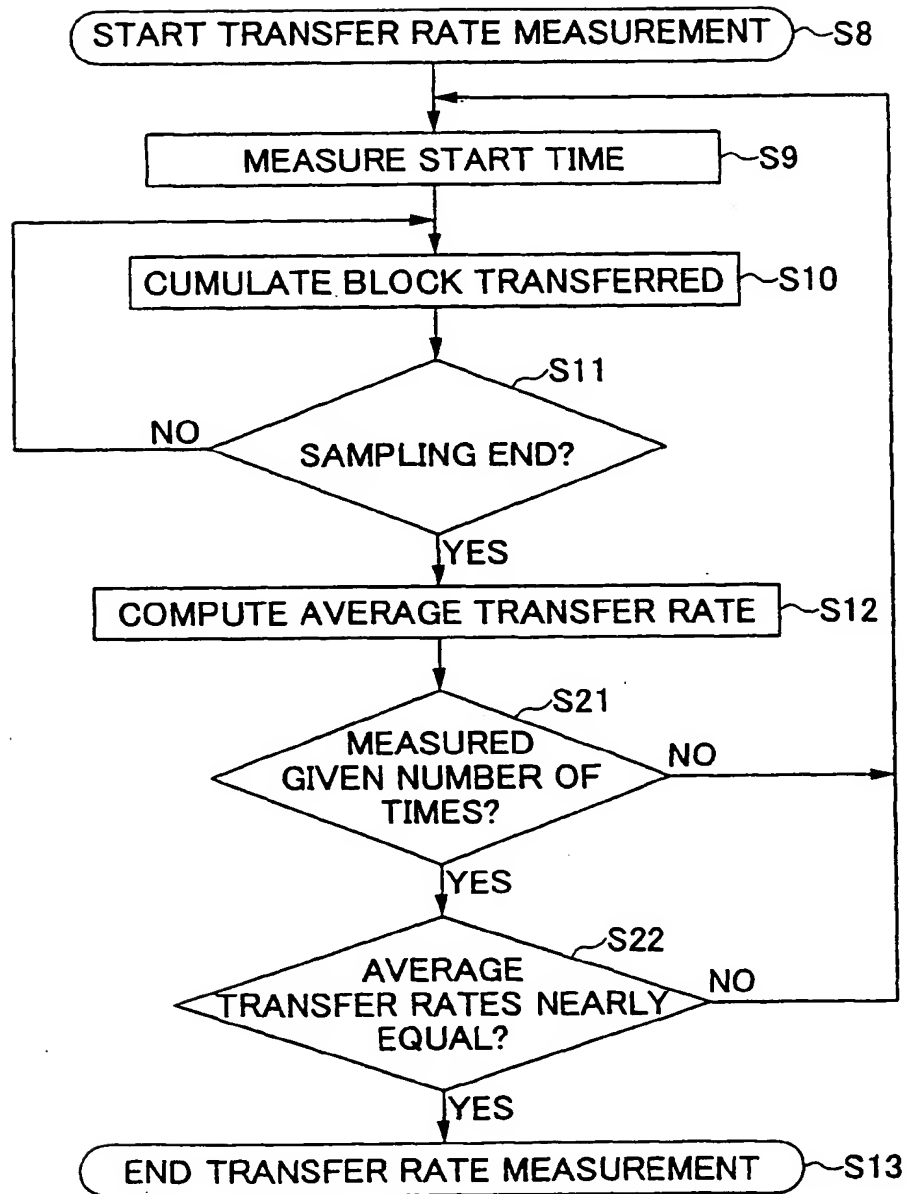 START TRANSFER RATE MEASUREMENT S8
MEASURE START TIME S9
CUMULATE BLOCK TRANSFERRED S10
S11
NO
SAMPLING END?
YES
COMPUTE AVERAGE TRANSFER RATE S12
S21
MEASURED
GIVEN NUMBER OF
TIMES?
NO
YES
S22
AVERAGE
TRANSFER RATES NEARLY
EQUAL?
NO
YES
END TRANSFER RATE MEASUREMENT S13